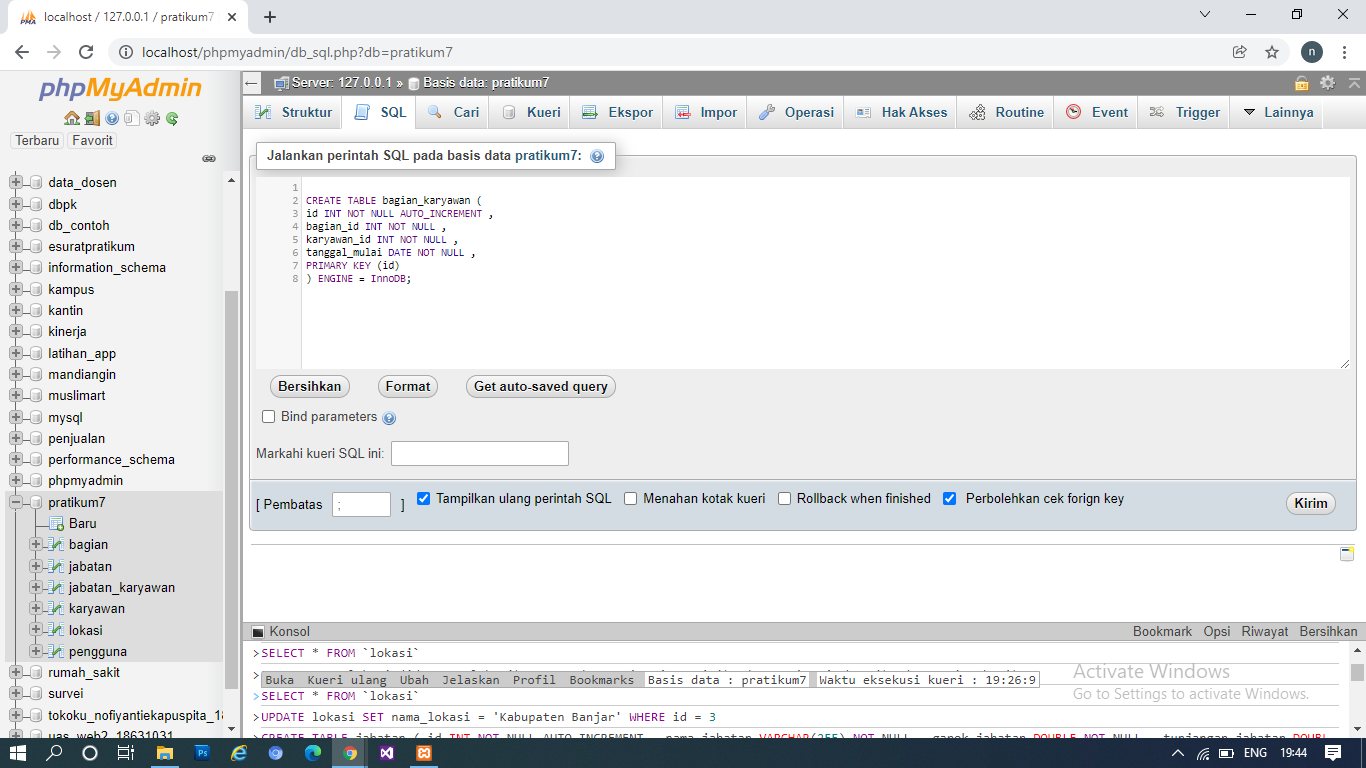 localhost / 127.0.0.1 / pratikum7
localhost/phpmyadmin/db_sql.php?db=pratikum7
n
phpMyAdmin
Terbaru Favorit
data_dosen
dbpk
db_contoh
esuratpratikum
information_schema
kampus
kantin
kinerja
latihan_app
mandiangin
muslimart
mysql
penjualan
performance_schema
phpmyadmin
pratikum7
Baru
bagian
jabatan
jabatan_karyawan
karyawan
lokasi
pengguna
rumah_sakit
survei
tokoku_nofiyantiekapuspita_1
uas_web2_18631031
Server: 127.0.0.1 » Basis data: pratikum7
Struktur SQL Cari Kueri Ekspor Impor Operasi Hak Akses Routine Event Trigger Lainnya
Jalankan perintah SQL pada basis data pratikum7:
1
2 CREATE TABLE bagian_karyawan (
3 id INT NOT NULL AUTO_INCREMENT ,
4 bagian_id INT NOT NULL ,
5 karyawan_id INT NOT NULL ,
6 tanggal_mulai DATE NOT NULL ,
7 PRIMARY KEY (id)
8 ) ENGINE = InnoDB;
Bersihkan Format Get auto-saved query
Bind parameters
Markahi kueri SQL ini:
[ Pembatas ; ] Tampilkan ulang perintah SQL Menahan kotak kueri Rollback when finished Perbolehkan cek forign key Kirim
Konsol Bookmark Opsi Riwayat Bersihkan
>SELECT * FROM `lokasi`
>
Buka Kueri ulang Ubah Jelaskan Profil Bookmarks Basis data : pratikum7 Waktu eksekusi kueri : 19:26:9
>SELECT * FROM `lokasi`
>UPDATE lokasi SET nama_lokasi = 'Kabupaten Banjar' WHERE id = 3
>CREATE TABLE jabatan ( id INT NOT NULL AUTO_INCREMENT , nama_jabatan VARCHAR(255) NOT NULL , gapok_jabatan DOUBLE NOT NULL , tunjangan_jabatan DOUBL
Activate Windows
Go to Settings to activate Windows.
ENG 19:44